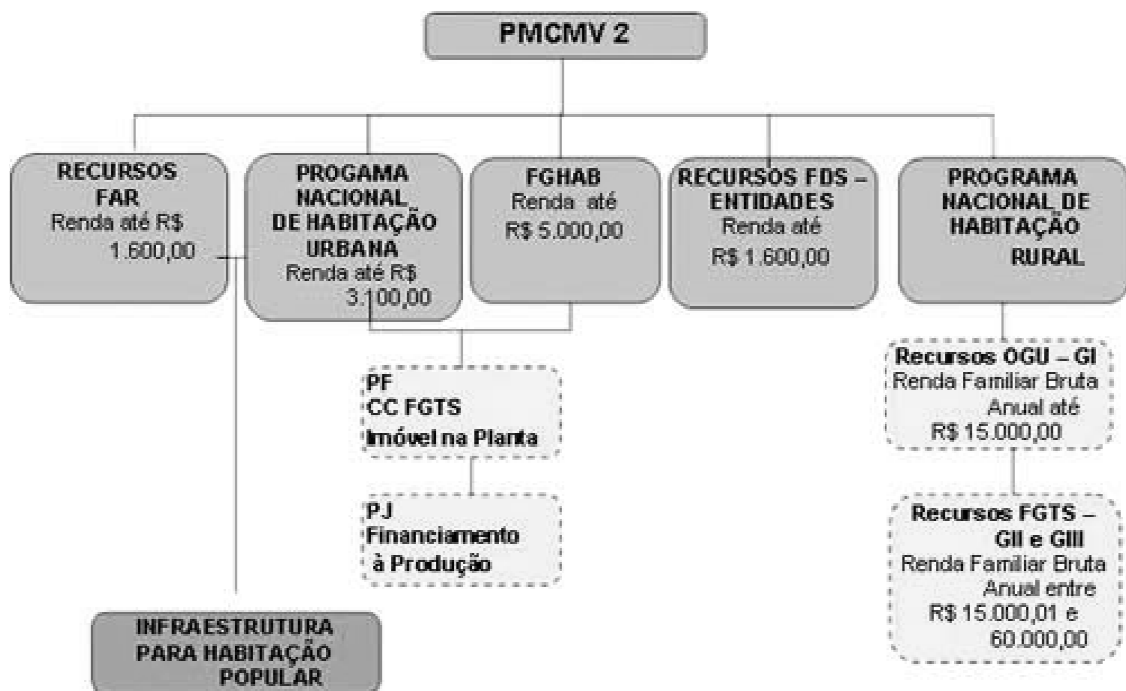 PMCMV 2
RECURSOS
FAR
Renda até R$
1.600,00
PROGAMA
NACIONAL
DE HABITAÇÃO
URBANA
Renda até R$
3.100,00
FGHAB
Renda até
R$ 5.000,00
RECURSOS FDS –
ENTIDADES
Renda até
R$ 1.600,00
PROGRAMA
NACIONAL DE
HABITAÇÃO
RURAL
PF
CC FGTS
Imóvel na Planta
PJ
Financiamento
à Produção
Recursos OGU – GI
Renda Familiar Bruta
Anual até
R$ 15.000,00
Recursos FGTS –
GII e GIII
Renda Familiar Bruta
Anual entre
R$ 15.000,01 e
60.000,00
INFRAESTRUTURA
PARA HABITAÇÃO
POPULAR